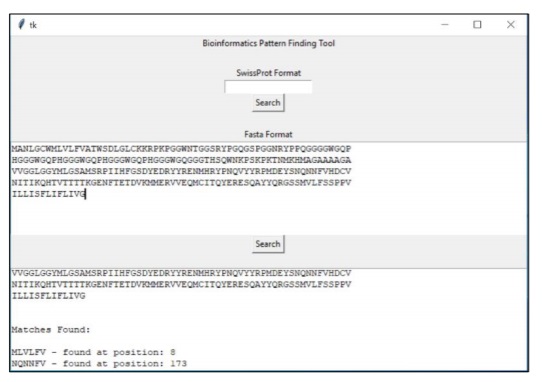 tk
Bioinformatics Pattern Finding Tool
SwissProt Format
Search
Fasta Format
MANLGCWMLVLFVATWSDLGLCKKRPKPGGWNTGGSRYPGQGSPGGNRYPPQGGGGWGQP
HGGGWGQPHGGGWGQPHGGGWGQPHGGGWGQGGGTHSQWNKPSKPKTNMKHMAGAAAAGA
VVGGLGGYMLGSAMSRPIIHFGSDYEDRYYRENMHRYPNQVYYRPMDEYSNQNNFVHDCV
NITIKQHTVTTTTKGENFTETDVKMMERVVEQMCITQYERESQAYYQRGSSMVLFSSPPV
ILLISFLIFLIVG
Search
VVGGLGGYMLGSAMSRPIIHFGSDYEDRYYRENMHRYPNQVYYRPMDEYSNQNNFVHDCV
NITIKQHTVTTTTKGENFTETDVKMMERVVEQMCITQYERESQAYYQRGSSMVLFSSPPV
ILLISFLIFLIVG
Matches Found:
MLVLFV - found at position: 8
NQNNFV - found at position: 173